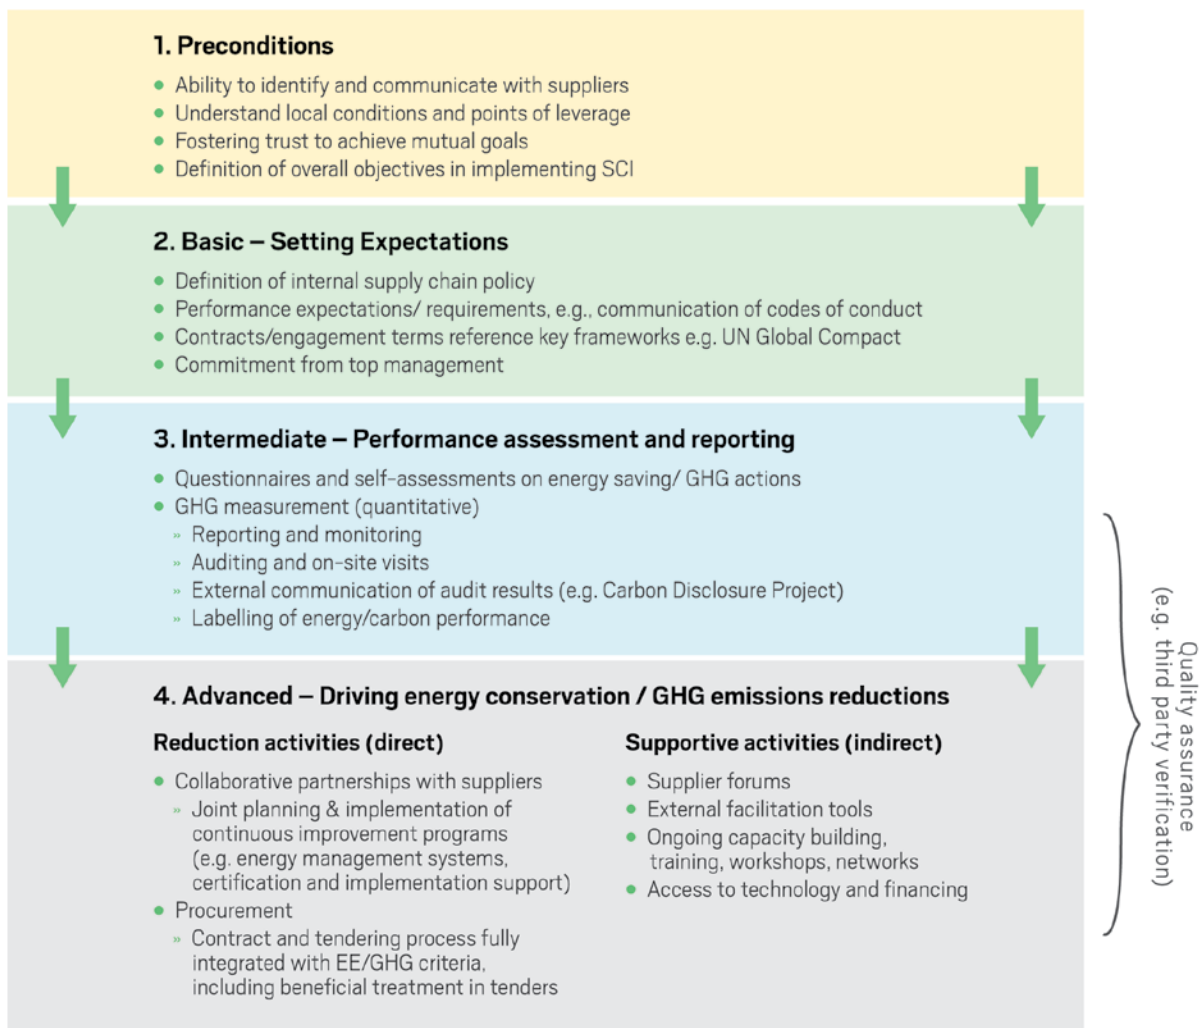 1. Preconditions
• Ability to identify and communicate with suppliers
• Understand local conditions and points of leverage
• Fostering trust to achieve mutual goals
• Definition of overall objectives in implementing SCI
2. Basic – Setting Expectations
• Definition of internal supply chain policy
• Performance expectations/ requirements, e.g., communication of codes of conduct
• Contracts/engagement terms reference key frameworks e.g. UN Global Compact
• Commitment from top management
3. Intermediate – Performance assessment and reporting
• Questionnaires and self-assessments on energy saving/ GHG actions
• GHG measurement (quantitative)
» Reporting and monitoring
» Auditing and on-site visits
» External communication of audit results (e.g. Carbon Disclosure Project)
» Labelling of energy/carbon performance
4. Advanced – Driving energy conservation / GHG emissions reductions
Reduction activities (direct)
• Collaborative partnerships with suppliers
» Joint planning & implementation of
continuous improvement programs
(e.g. energy management systems,
certification and implementation support)
• Procurement
» Contract and tendering process fully
integrated with EE/GHG criteria,
including beneficial treatment in tenders
Supportive activities (indirect)
• Supplier forums
• External facilitation tools
• Ongoing capacity building,
training, workshops, networks
• Access to technology and financing
Quality assurance
(e.g. third party verification)